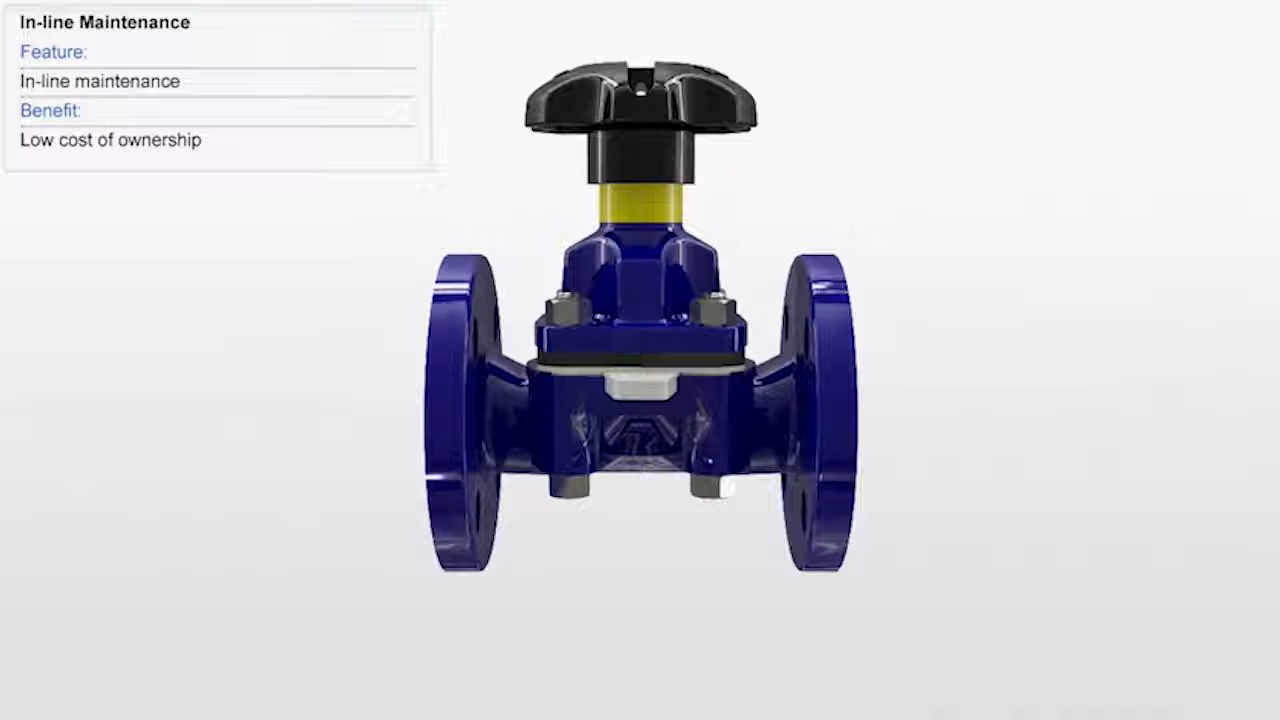 In-line Maintenance
Feature:
In-line maintenance
Benefit:
Low cost of ownership